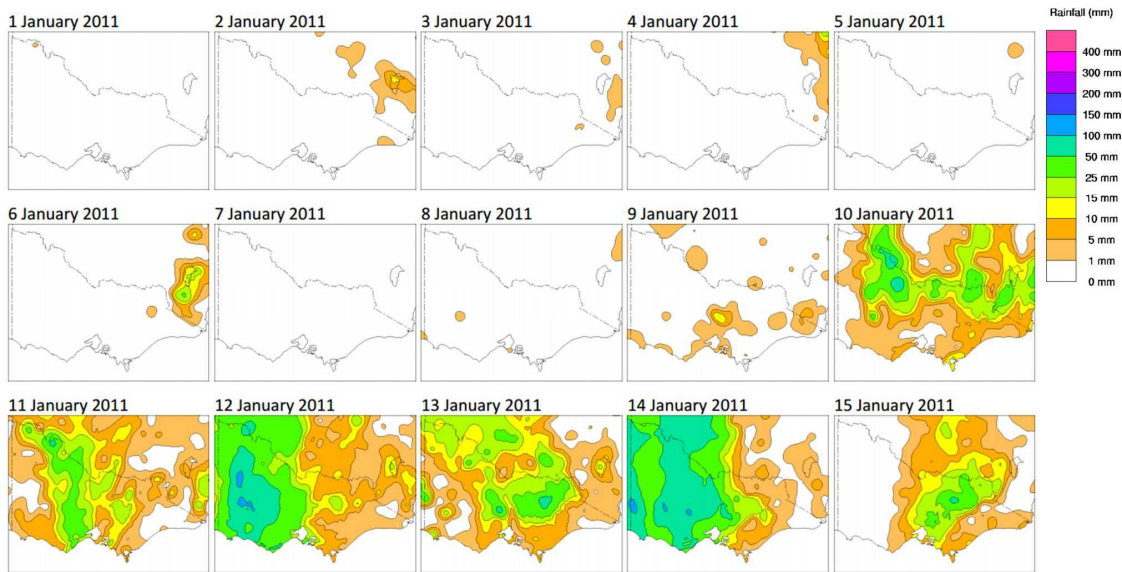 1 January 2011
2 January 2011
3 January 2011
4 January 2011
5 January 2011
Rainfall (mm)
400 mm
300 mm
200 mm
150 mm
100 mm
50 mm
25 mm
15 mm
10 mm
5 mm
1 mm
0 mm
6 January 2011
7 January 2011
8 January 2011
9 January 2011
10 January 2011
11 January 2011
12 January 2011
13 January 2011
14 January 2011
15 January 2011